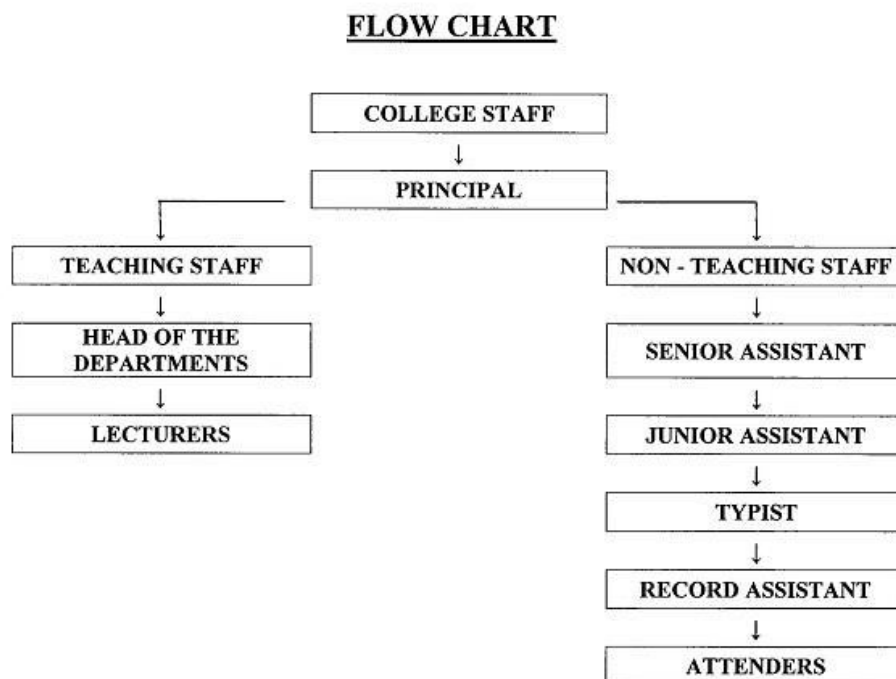 FLOW CHART
COLLEGE STAFF
PRINCIPAL
TEACHING STAFF
HEAD OF THE
DEPARTMENTS
LECTURERS
NON - TEACHING STAFF
SENIOR ASSISTANT
JUNIOR ASSISTANT
TYPIST
RECORD ASSISTANT
ATTENDERS